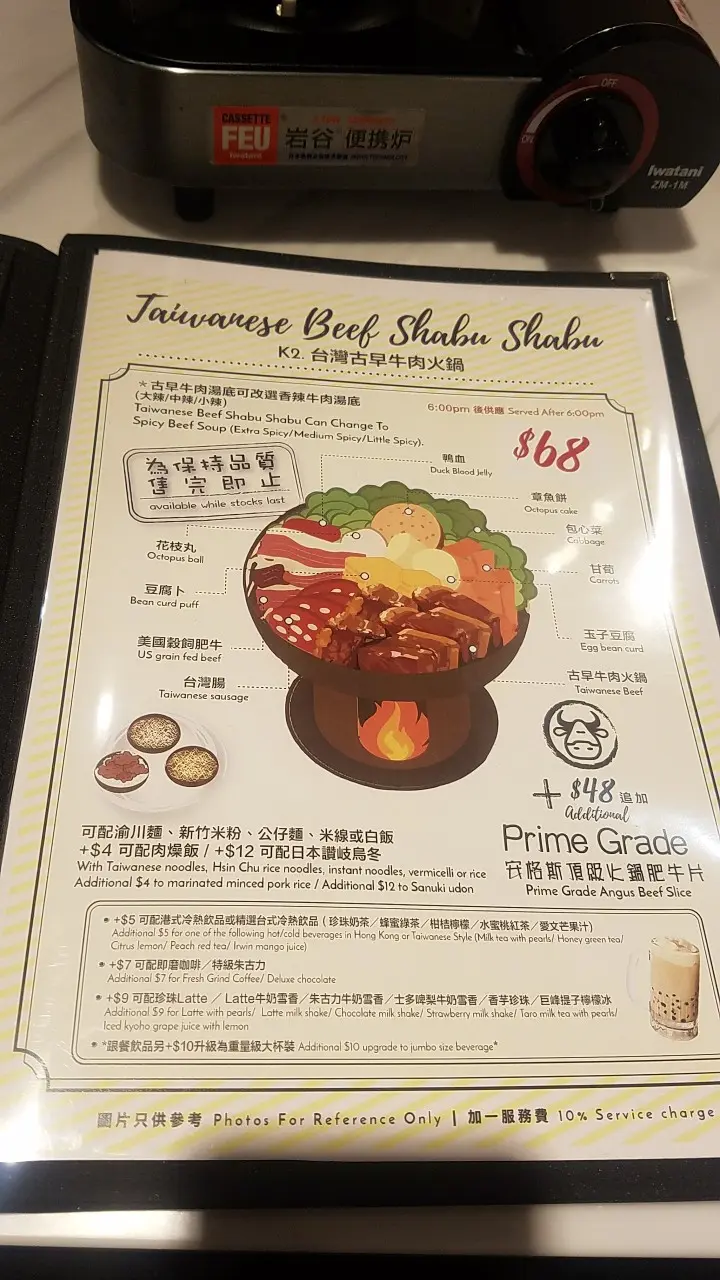 CASSETTE
FEU
Iwatani
岩谷 便携炉
OFF
ON
Iwatani
ZM-1M
Taiwanese Beef Shabu Shabu
K2. 台灣古早牛肉火鍋
*古早牛肉湯底可改選香辣牛肉湯底
(大辣/中辣/小辣)
Taiwanese Beef Shabu Shabu Can Change To
Spicy Beef Soup (Extra Spicy/Medium Spicy/Little Spicy).
6:00pm 後供應 Served After 6:00pm
$68
為保持品質
售完即止
available while stocks last
鴨血
Duck Blood Jelly
章魚餅
Octopus cake
包心菜
Cabbage
甘荀
Carrots
玉子豆腐
Egg bean curd
古早牛肉火鍋
Taiwanese Beef
花枝丸
Octopus ball
豆腐卜
Bean curd puff
美國穀飼肥牛
US grain fed beef
台灣腸
Taiwanese sausage
+ $48 追加
Additional
Prime Grade
安格斯頂級火鍋肥牛片
Prime Grade Angus Beef Slice
可配渝川麵、新竹米粉、公仔麵、米線或白飯
+$4 可配肉燥飯 / +$12 可配日本讚岐烏冬
With Taiwanese noodles, Hsin Chu rice noodles, instant noodles, vermicelli or rice
Additional $4 to marinated minced pork rice / Additional $12 to Sanuki udon
• +$5 可配港式冷熱飲品或精選台式冷熱飲品 ( 珍珠奶茶／蜂蜜綠茶／柑桔檸檬／水蜜桃紅茶／愛文芒果汁)
Additional $5 for one of the following hot/cold beverages in Hong Kong or Taiwanese Style (Milk tea with pearls/ Honey green tea/
Citrus lemon/ Peach red tea/ Irwin mango juice)
• +$7 可配即磨咖啡／特級朱古力
Additional $7 for Fresh Grind Coffee/ Deluxe chocolate
• +$9 可配珍珠Latte ／ Latte牛奶雪香／朱古力牛奶雪香／士多啤梨牛奶雪香／香芋珍珠／巨峰提子檸檬冰
Additional $9 for Latte with pearls/ Latte milk shake/ Chocolate milk shake/ Strawberry milk shake/ Taro milk tea with pearls/
Iced kyoho grape juice with lemon
• *跟餐飲品另+$10升級為重量級大杯裝 Additional $10 upgrade to jumbo size beverage*
圖片只供參考 Photos For Reference Only | 加一服務費 10% Service charge